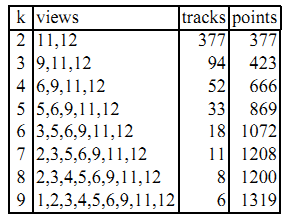 k views tracks points
2 11,12 377 377
3 9,11,12 94 423
4 6,9,11,12 52 666
5 5,6,9,11,12 33 869
6 3,5,6,9,11,12 18 1072
7 2,3,5,6,9,11,12 11 1208
8 2,3,4,5,6,9,11,12 8 1200
9 1,2,3,4,5,6,9,11,12 6 1319